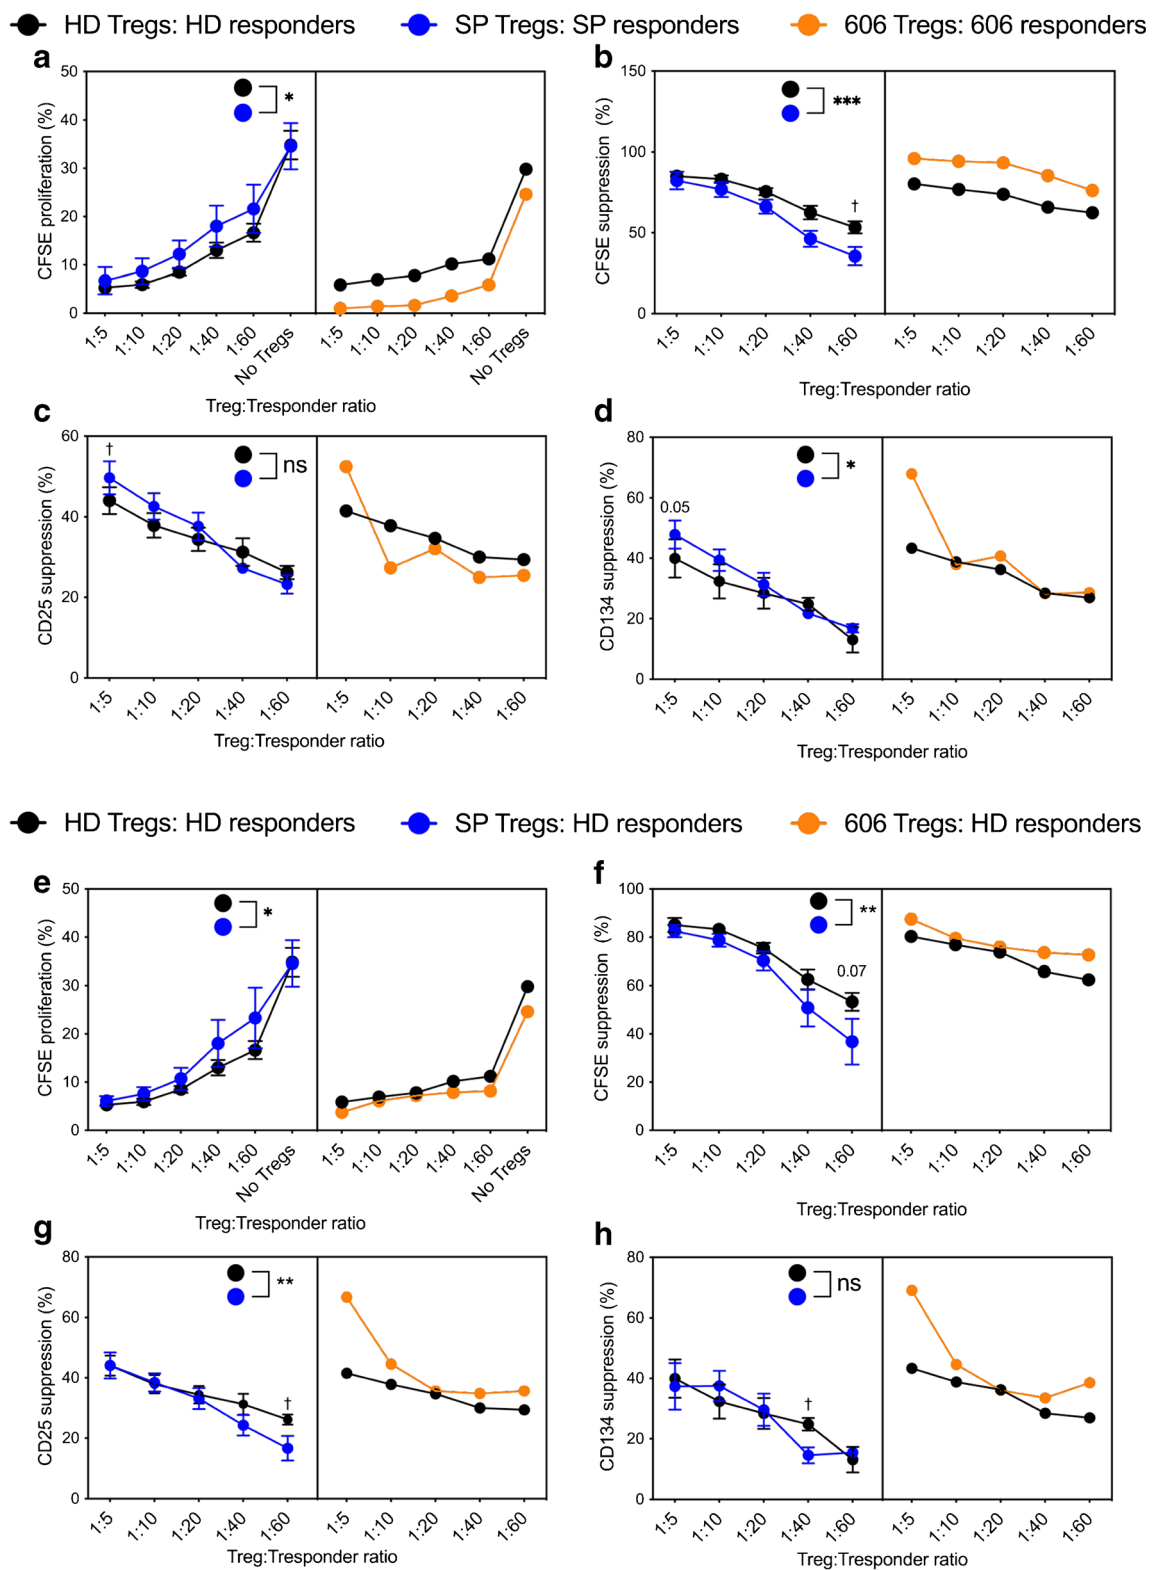 HD Tregs: HD responders SP Tregs: SP responders 606 Tregs: 606 responders
a
CFSE proliferation (%)
50
40
30
20
10
0
*
1:5 1:10 1:20 1:40 1:60 No Tregs 1:5 1:10 1:20 1:40 1:60 No Tregs
Treg:Tresponder ratio
b
CFSE suppression (%)
150
100
50
0
***
†
1:5 1:10 1:20 1:40 1:60 1:5 1:10 1:20 1:40 1:60
Treg:Tresponder ratio
c
CD25 suppression (%)
60
40
20
0
†
ns
1:5 1:10 1:20 1:40 1:60 1:5 1:10 1:20 1:40 1:60
Treg:Tresponder ratio
d
CD134 suppression (%)
80
60
40
20
0
0.05
*
1:5 1:10 1:20 1:40 1:60 1:5 1:10 1:20 1:40 1:60
Treg:Tresponder ratio
HD Tregs: HD responders SP Tregs: HD responders 606 Tregs: HD responders
e
CFSE proliferation (%)
50
40
30
20
10
0
*
1:5 1:10 1:20 1:40 1:60 No Tregs 1:5 1:10 1:20 1:40 1:60 No Tregs
Treg:Tresponder ratio
f
CFSE suppression (%)
100
80
60
40
20
0
**
0.07
1:5 1:10 1:20 1:40 1:60 1:5 1:10 1:20 1:40 1:60
Treg:Tresponder ratio
g
CD25 suppression (%)
80
60
40
20
0
**
†
1:5 1:10 1:20 1:40 1:60 1:5 1:10 1:20 1:40 1:60
Treg:Tresponder ratio
h
CD134 suppression (%)
80
60
40
20
0
ns
†
1:5 1:10 1:20 1:40 1:60 1:5 1:10 1:20 1:40 1:60
Treg:Tresponder ratio